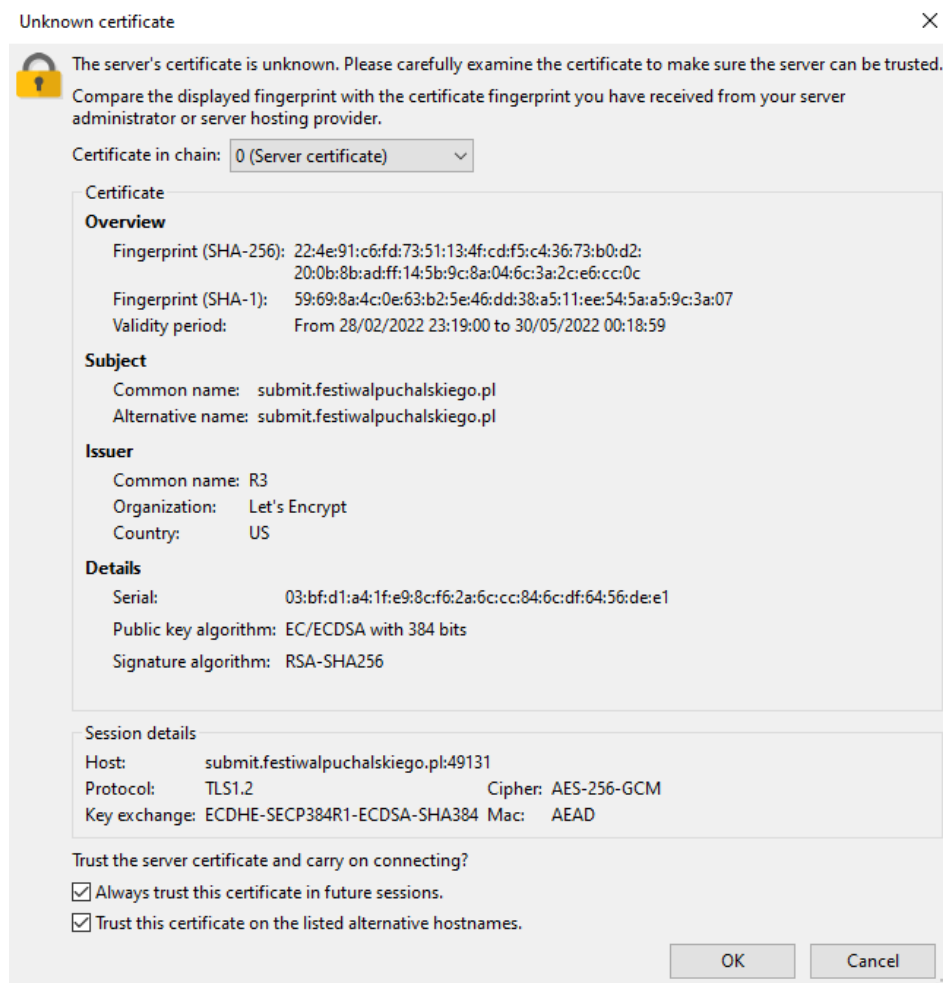 Unknown certificate
The server's certificate is unknown. Please carefully examine the certificate to make sure the server can be trusted.
Compare the displayed fingerprint with the certificate fingerprint you have received from your server
administrator or server hosting provider.
Certificate in chain: 0 (Server certificate)
Certificate
Overview
Fingerprint (SHA-256): 22:4e:91:c6:fd:73:51:13:4f:cd:f5:c4:36:73:b0:d2:
20:0b:8b:ad:ff:14:5b:9c:8a:04:6c:3a:2c:e6:cc:0c
Fingerprint (SHA-1): 59:69:8a:4c:0e:63:b2:5e:46:dd:38:a5:11:ee:54:5a:a5:9c:3a:07
Validity period: From 28/02/2022 23:19:00 to 30/05/2022 00:18:59
Subject
Common name: submit.festiwalpuchalskiego.pl
Alternative name: submit.festiwalpuchalskiego.pl
Issuer
Common name: R3
Organization: Let's Encrypt
Country: US
Details
Serial: 03:bf:d1:a4:1f:e9:8c:f6:2a:6c:cc:84:6c:df:64:56:de:e1
Public key algorithm: EC/ECDSA with 384 bits
Signature algorithm: RSA-SHA256
Session details
Host: submit.festiwalpuchalskiego.pl:49131
Protocol: TLS1.2 Cipher: AES-256-GCM
Key exchange: ECDHE-SECP384R1-ECDSA-SHA384 Mac: AEAD
Trust the server certificate and carry on connecting?
Always trust this certificate in future sessions.
Trust this certificate on the listed alternative hostnames.
OK Cancel